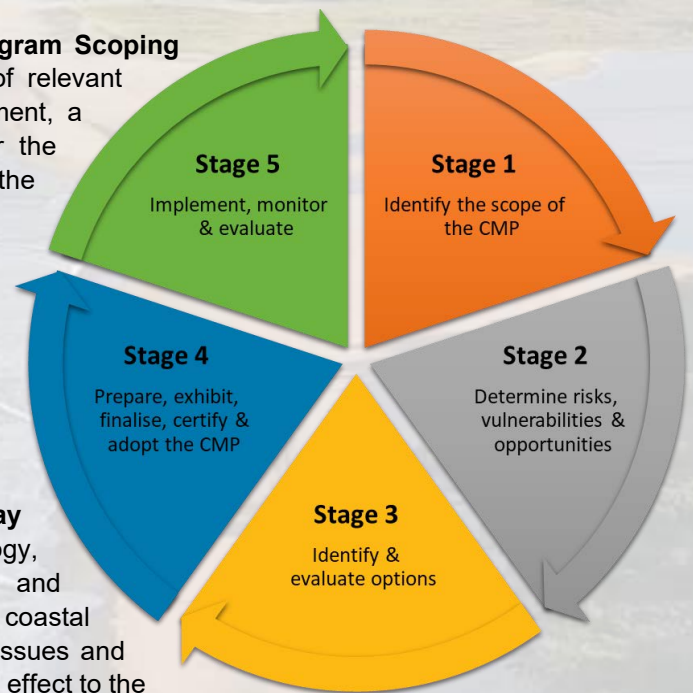 gram Scoping
of relevant
ment, a
r the
the
ay
ogy,
and
coastal
ssues and
effect to the
Stage 1
Identify the scope of
the CMP
Stage 2
Determine risks,
vulnerabilities &
opportunities
Stage 3
Identify &
evaluate options
Stage 4
Prepare, exhibit,
finalise, certify &
adopt the CMP
Stage 5
Implement, monitor
& evaluate